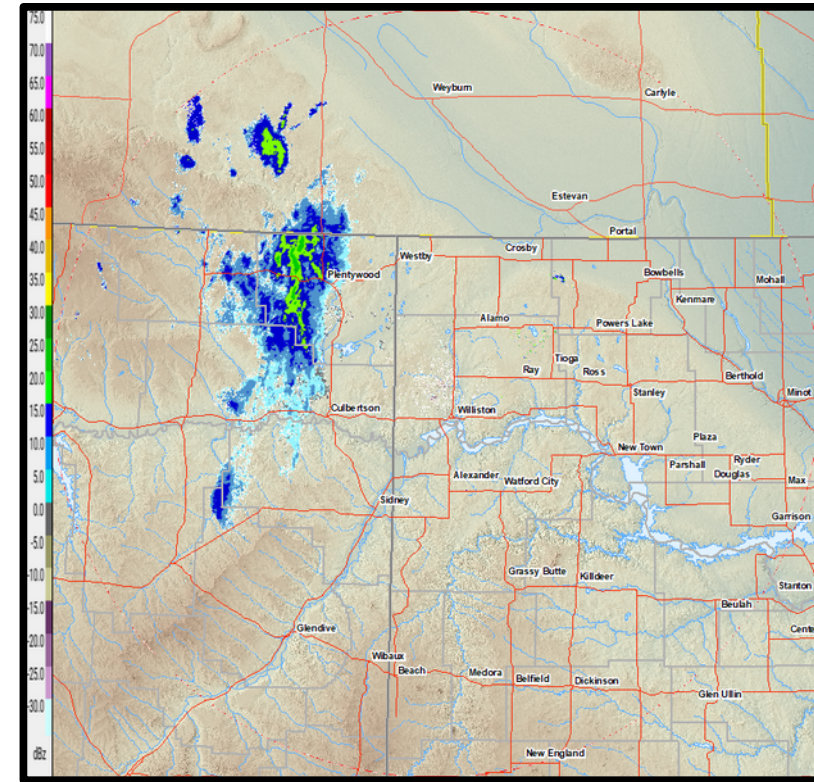 75.0
70.0
65.0
60.0
55.0
50.0
45.0
40.0
35.0
30.0
25.0
20.0
15.0
10.0
5.0
0.0
-5.0
-10.0
-15.0
-20.0
-25.0
-30.0
dBz
Weyburn
Carlyle
Estevan
Portal
Crosby
Westby
Plentywood
Bowbells
Mohall
Kenmare
Alamo
Powers Lake
Tioga
Ray
Ross
Berthold
Stanley
Minot
Culbertson
Williston
Plaza
New Town
Ryder
Parshall
Douglas
Alexander
Watford City
Max
Sidney
Garrison
Grassy Butte
Killdeer
Stanton
Beulah
Glendive
Cente
Wibaux
Beach
Medora
Belfield
Dickinson
Glen Ullin
New England